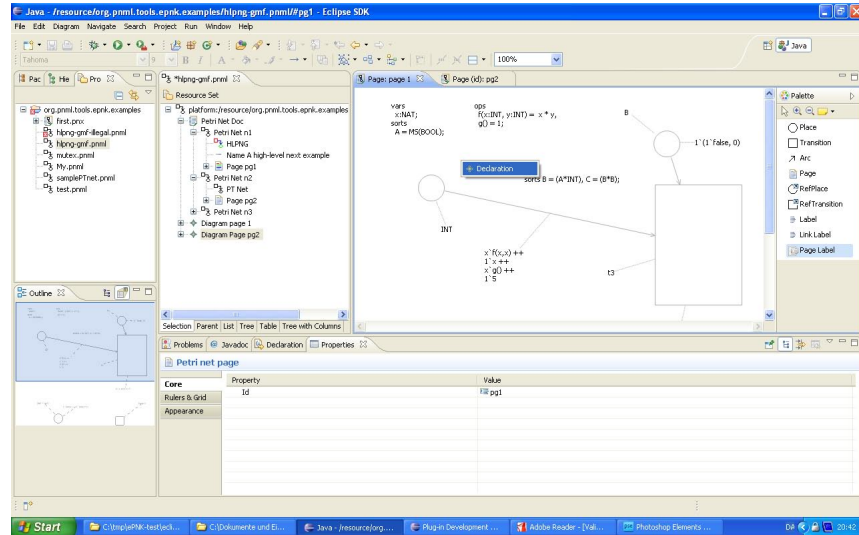 Java - /resource/org.pnml.tools.epnk.examples/hlpng-gmf.pnml/#pg1 - Eclipse SDK
File Edit Diagram Navigate Search Project Run Window Help
Java
Tahoma 9 B I A 100%
Pac Hie Pro
*hlpng-gmf.pnml
Page: page 1 Page (id): pg2
Resource Set
Palette
org.pnml.tools.epnk.examples
first.pnx
hlpng-gmf-illegal.pnml
hlpng-gmf.pnml
mutex.pnml
My.pnml
samplePTnet.pnml
test.pnml
platform:/resource/org.pnml.tools.epnk.examples
Petri Net Doc
Petri Net n1
HLPNG
Name A high-level next example
Page pg1
Petri Net n2
PT Net
Page pg2
Petri Net n3
Diagram page 1
Diagram Page pg2
vars
x:NAT;
sorts
A = MS(BOOL);
ops
f(x:INT, y:INT) = x * y,
g() = 1;
B
1`(1`false, 0)
Declaration
sorts B = (A*INT), C = (B*B);
INT
x`f(x,x) ++
1`x ++
x`g() ++
1`5
t3
Place
Transition
Arc
Page
RefPlace
RefTransition
Label
Link Label
Page Label
Outline
Selection Parent List Tree Table Tree with Columns
Problems Javadoc Declaration Properties
Petri net page
Core
Rulers & Grid
Appearance
Property Value
Id pg1
Start C:\tmp\ePNK-test\ecli... C:\Dokumente und Ei... Java - /resource/org.... Plug-in Development ... Adobe Reader - [Vali... Photoshop Elements ... DA 20:42